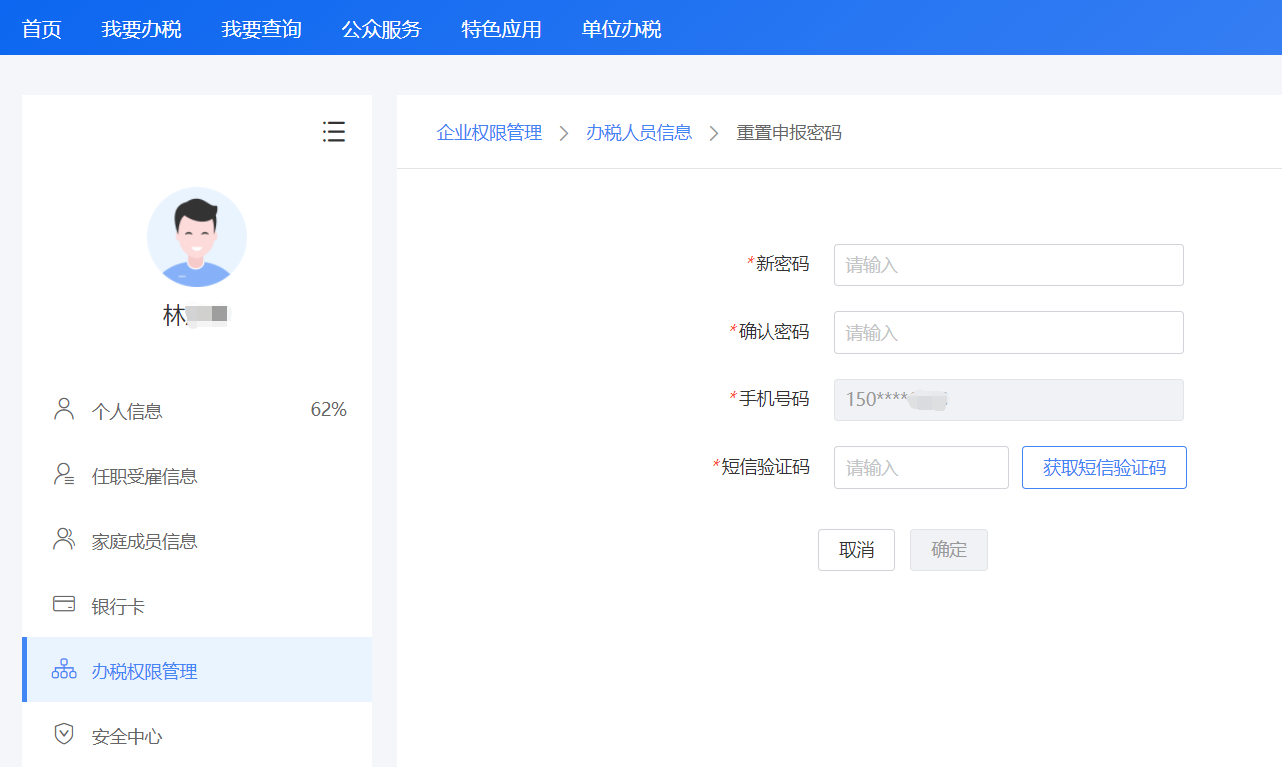 首页 我要办税 我要查询 公众服务 特色应用 单位办税
企业权限管理 > 办税人员信息 > 重置申报密码
林
个人信息 62%
任职受雇信息
家庭成员信息
银行卡
办税权限管理
安全中心
*新密码 请输入
*确认密码 请输入
*手机号码 150****
*短信验证码 请输入 获取短信验证码
取消 确定